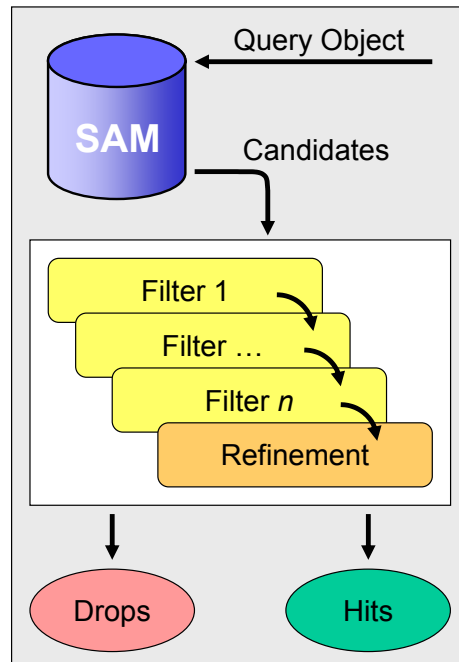 Query Object
SAM
Candidates
Filter 1
Filter …
Filter n
Refinement
Drops
Hits